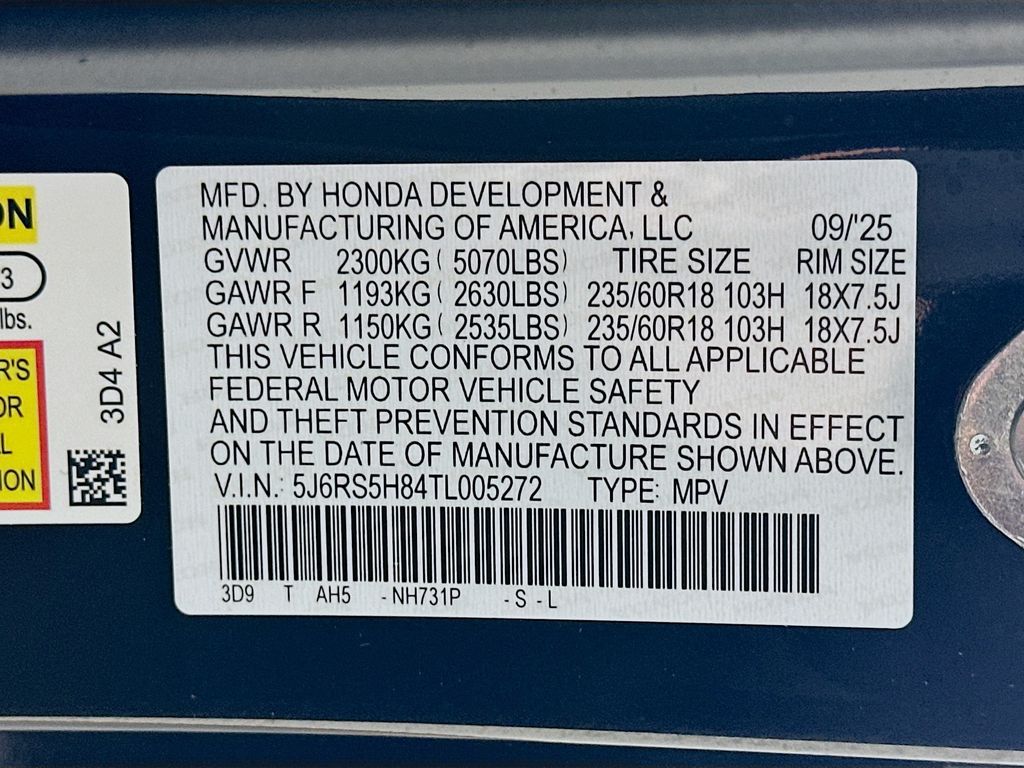 MFD. BY HONDA DEVELOPMENT &
MANUFACTURING OF AMERICA, LLC 09/'25
GVWR 2300KG ( 5070LBS) TIRE SIZE RIM SIZE
GAWR F 1193KG ( 2630LBS) 235/60R18 103H 18X7.5J
GAWR R 1150KG ( 2535LBS) 235/60R18 103H 18X7.5J
THIS VEHICLE CONFORMS TO ALL APPLICABLE
FEDERAL MOTOR VEHICLE SAFETY
AND THEFT PREVENTION STANDARDS IN EFFECT
ON THE DATE OF MANUFACTURE SHOWN ABOVE.
V.I.N.: 5J6RS5H84TL005272 TYPE: MPV
3D9 T AH5 -NH731P -S -L
ON
3
lbs.
R'S
OR
LL
ION
3D4 A2